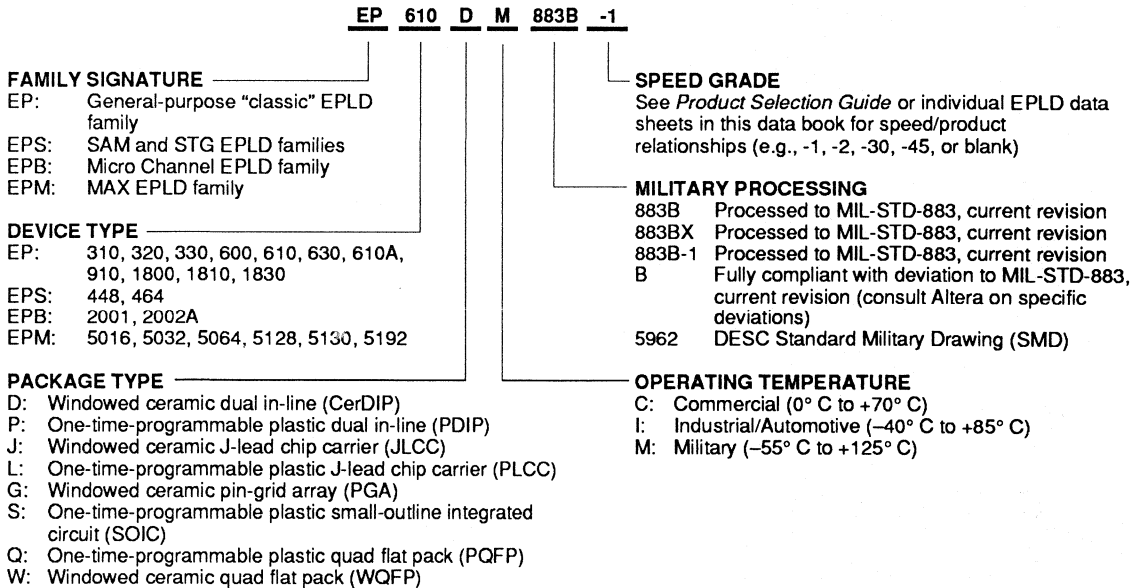 EP 610 D M 883B -1
FAMILY SIGNATURE
EP: General-purpose “classic” EPLD
family
EPS: SAM and STG EPLD families
EPB: Micro Channel EPLD family
EPM: MAX EPLD family
DEVICE TYPE
EP: 310, 320, 330, 600, 610, 630, 610A,
910, 1800, 1810, 1830
EPS: 448, 464
EPB: 2001, 2002A
EPM: 5016, 5032, 5064, 5128, 5130, 5192
PACKAGE TYPE
D: Windowed ceramic dual in-line (CerDIP)
P: One-time-programmable plastic dual in-line (PDIP)
J: Windowed ceramic J-lead chip carrier (JLCC)
L: One-time-programmable plastic J-lead chip carrier (PLCC)
G: Windowed ceramic pin-grid array (PGA)
S: One-time-programmable plastic small-outline integrated
circuit (SOIC)
Q: One-time-programmable plastic quad flat pack (PQFP)
W: Windowed ceramic quad flat pack (WQFP)
SPEED GRADE
See Product Selection Guide or individual EPLD data
sheets in this data book for speed/product
relationships (e.g., -1, -2, -30, -45, or blank)
MILITARY PROCESSING
883B Processed to MIL-STD-883, current revision
883BX Processed to MIL-STD-883, current revision
883B-1 Processed to MIL-STD-883, current revision
B Fully compliant with deviation to MIL-STD-883,
current revision (consult Altera on specific
deviations)
5962 DESC Standard Military Drawing (SMD)
OPERATING TEMPERATURE
C: Commercial (0° C to +70° C)
I: Industrial/Automotive (–40° C to +85° C)
M: Military (–55° C to +125° C)